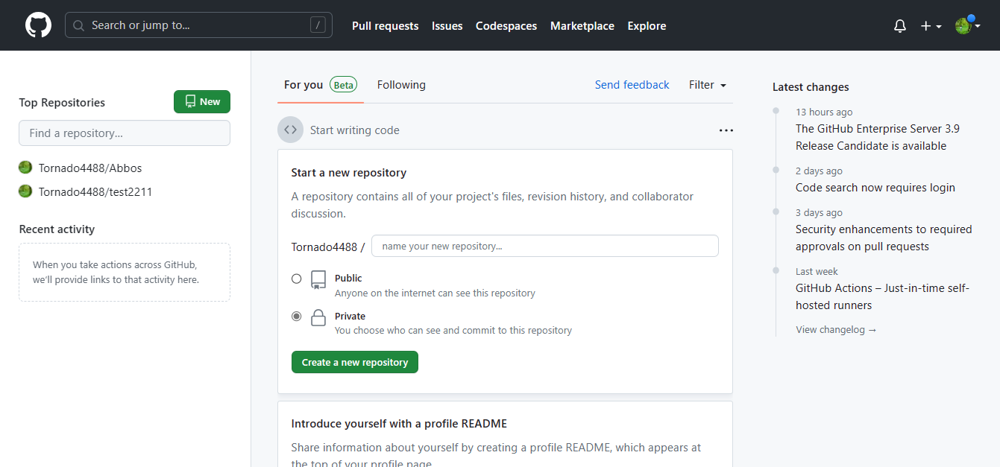 Search or jump to...
/
Pull requests
Issues
Codespaces
Marketplace
Explore
Top Repositories
New
Find a repository...
Tornado4488/Abbos
Tornado4488/test2211
Recent activity
When you take actions across GitHub,
we'll provide links to that activity here.
For you
Beta
Following
Send feedback
Filter
Start writing code
Start a new repository
A repository contains all of your project's files, revision history, and collaborator
discussion.
Tornado4488 /
name your new repository...
Public
Anyone on the internet can see this repository
Private
You choose who can see and commit to this repository
Create a new repository
Introduce yourself with a profile README
Share information about yourself by creating a profile README, which appears at
the top of your profile page.
Latest changes
13 hours ago
The GitHub Enterprise Server 3.9
Release Candidate is available
2 days ago
Code search now requires login
3 days ago
Security enhancements to required
approvals on pull requests
Last week
GitHub Actions – Just-in-time self-
hosted runners
View changelog →